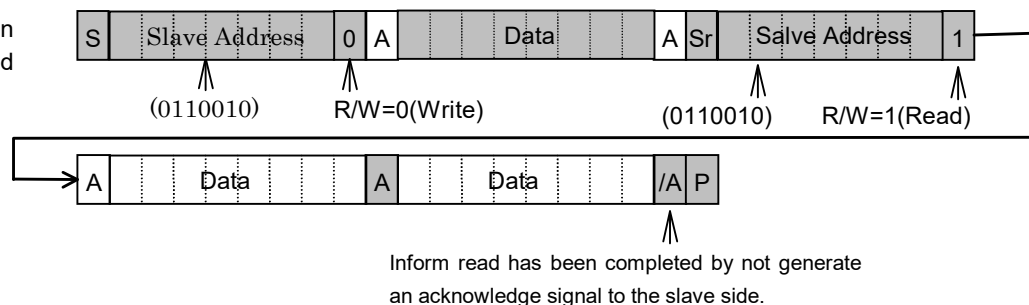 n
d
S Slave Address 0 A Data A Sr Salve Address 1
(0110010) R/W=0(Write) (0110010) R/W=1(Read)
A Data A Data /A P
Inform read has been completed by not generate
an acknowledge signal to the slave side.